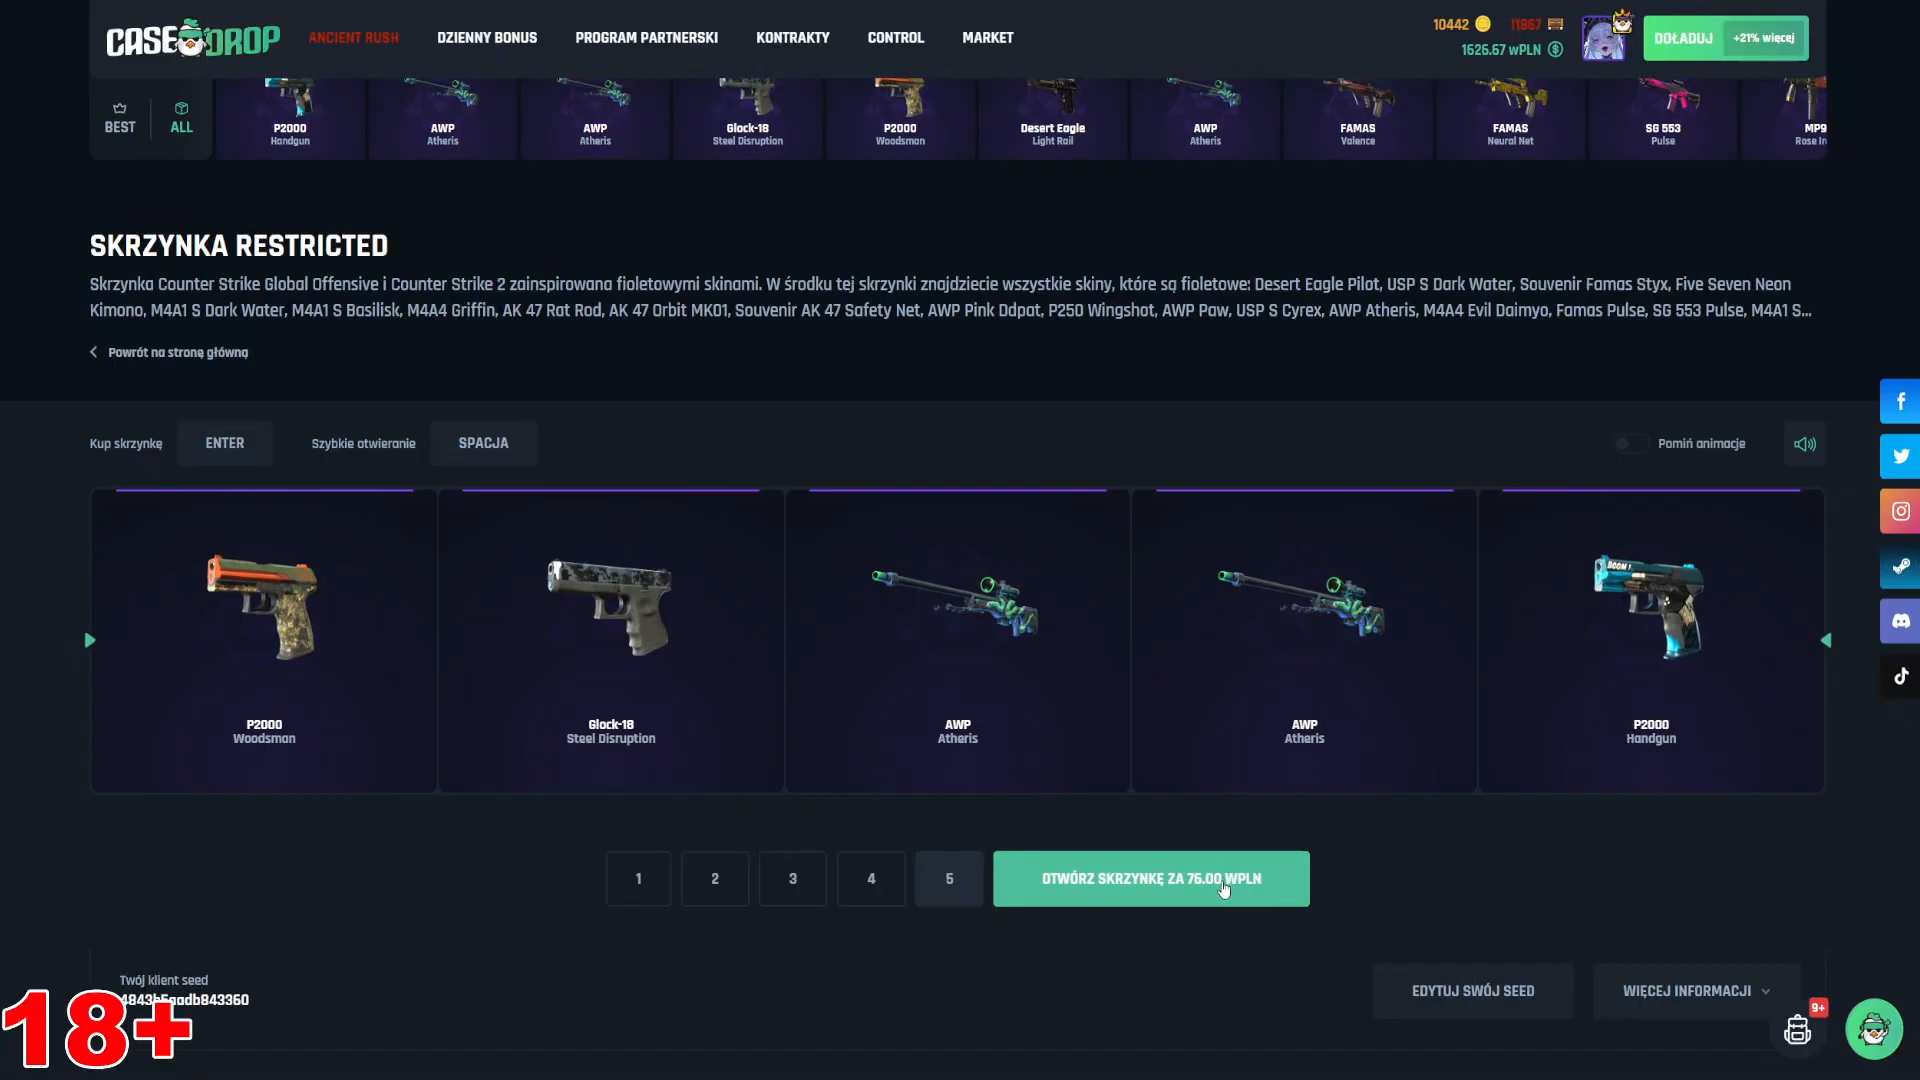 CASE DROP
ANCIENT RUSH
DZIENNY BONUS
PROGRAM PARTNERSKI
KONTRAKTY
CONTROL
MARKET
10442
11867
1626.67 wPLN
DOŁADUJ
+21% więcej
BEST
ALL
P2000
Handgun
AWP
Atheris
AWP
Atheris
Glock-18
Steel Disruption
P2000
Woodsman
Desert Eagle
Light Rail
AWP
Atheris
FAMAS
Valence
FAMAS
Neural Net
SG 553
Pulse
MP9
SKRZYNKA RESTRICTED
Skrzynka Counter Strike Global Offensive i Counter Strike 2 zainspirowana fioletowymi skinami. W środku tej skrzynki znajdziecie wszystkie skiny, które są fioletowe: Desert Eagle Pilot, USP S Dark Water, Souvenir Famas Styx, Five Seven Neon
Kimono, M4A1 S Dark Water, M4A1 S Basilisk, M4A4 Griffin, AK 47 Rat Rod, AK 47 Orbit MK01, Souvenir AK 47 Safety Net, AWP Pink Ddpat, P250 Wingshot, AWP Paw, USP S Cyrex, AWP Atheris, M4A4 Evil Daimyo, Famas Pulse, SG 553 Pulse, M4A1 S...
Powrót na stronę główną
Kup skrzynkę
ENTER
Szybkie otwieranie
SPACJA
Pomiń animacje
BOOM!
P2000
Woodsman
Glock-18
Steel Disruption
AWP
Atheris
AWP
Atheris
P2000
Handgun
1
2
3
4
5
OTWÓRZ SKRZYNKĘ ZA 76.00 WPLN
Twój klient seed
EDYTUJ SWÓJ SEED
WIĘCEJ INFORMACJI
9+
18+